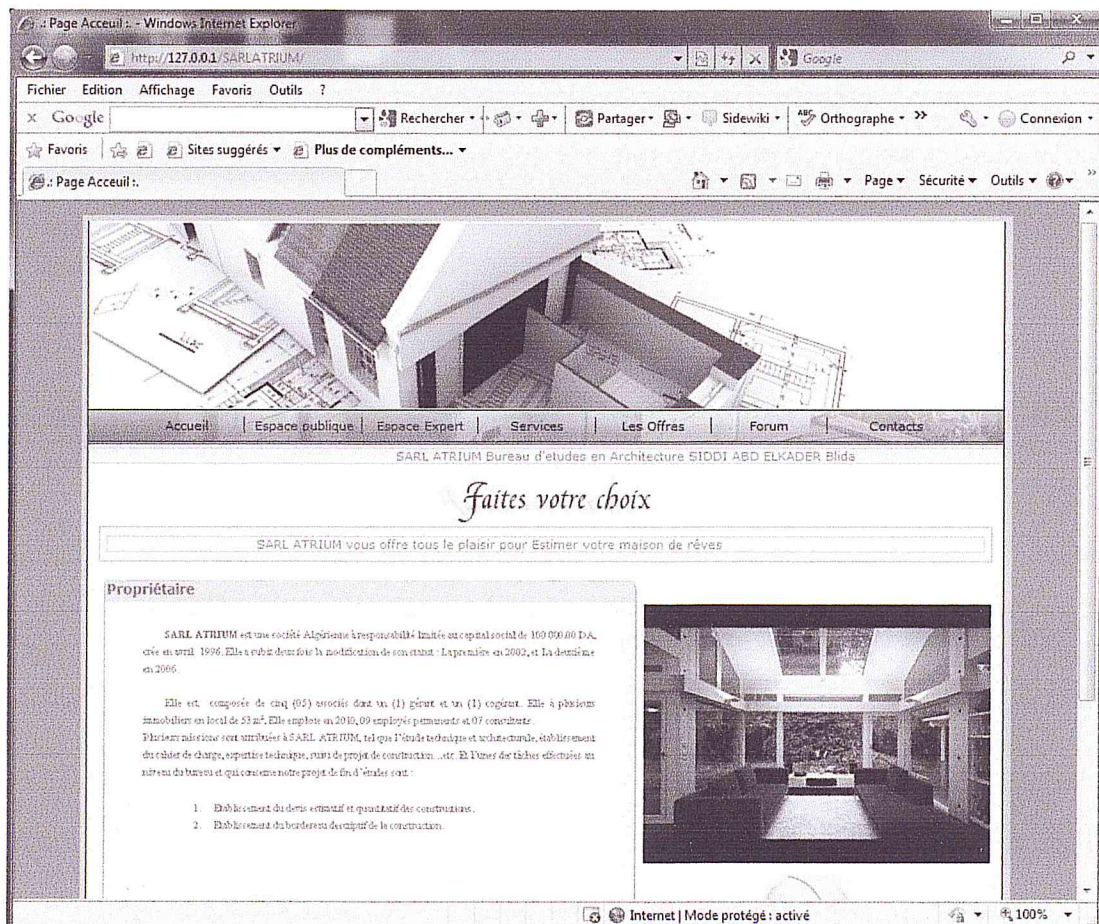 .: Page Acceuil :. - Windows Internet Explorer
http://127.0.0.1/SARLATRIUM/
Google
Fichier Edition Affichage Favoris Outils ?
x Google Rechercher Partager Sidewiki ABC Orthographe Connexion
Favoris Sites suggérés Plus de compléments...
.: Page Acceuil :. Page Sécurité Outils
Accueil | Espace publique | Espace Expert | Services | Les Offres | Forum | Contacts
SARL ATRIUM Bureau d'etudes en Architecture SIDDI ABD ELKADER Blida
Faites votre choix
SARL ATRIUM vous offre tous le plaisir pour Estimer votre maison de rêves
Propriétaire
SARL ATRIUM est une société Algérienne à responsabilité limitée au capital social de 100 000.00 DA,
crée en avril 1996. Elle a subit deux fois la modification de son statut : La première en 2002, et La deuxième
en 2006.
Elle est composée de cinq (05) associés dont un (1) gérant et un (1) cogérant. Elle à plusieurs
immobiliers en local de 53 m², Elle emploie en 2010, 09 employés permanents et 07 consultants.
Plusieurs missions sont attribuées à SARL ATRIUM, tel que l'étude technique et architecturale, établissement
du cahier de charge, expertise technique, suivi de projet de construction...etc. Et l'unes des tâches effectuées au
niveau du bureau et qui concerne notre projet de fin d'études sont :
1. Etablissement du devis estimatif et quantitatif des constructions.
2. Etablissement du bordereau descriptif de la construction.
Internet | Mode protégé : activé 100%